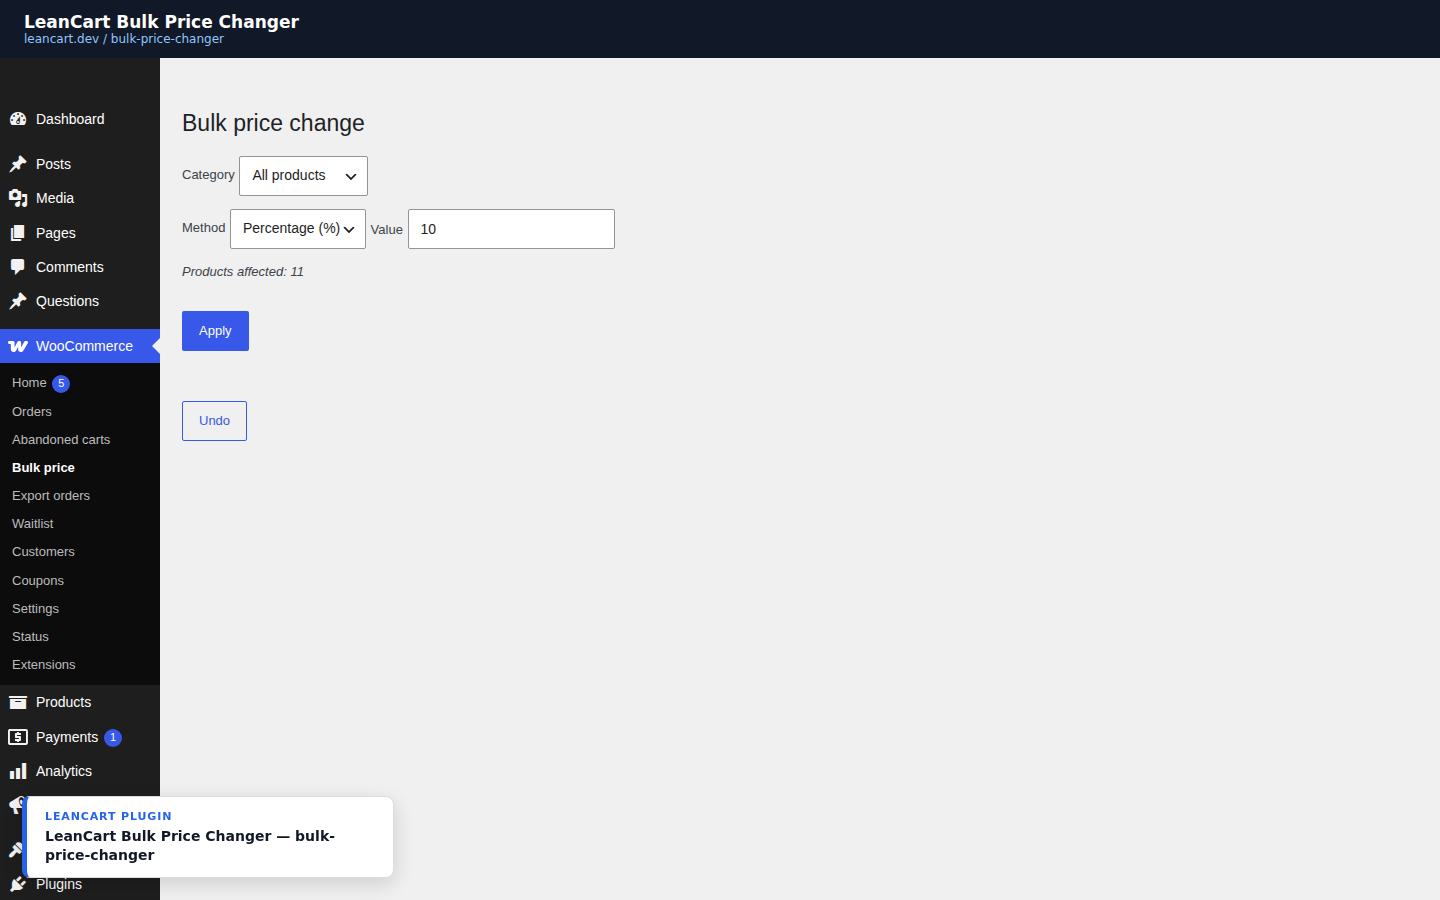 LeanCart Bulk Price Changer
leancart.dev / bulk-price-changer
Dashboard
Posts
Media
Pages
Comments
Questions
WooCommerce
Home 5
Orders
Abandoned carts
Bulk price
Export orders
Waitlist
Customers
Coupons
Settings
Status
Extensions
Products
Payments 1
Analytics
Plugins
Bulk price change
Category All products
Method Percentage (%) Value 10
Products affected: 11
Apply
Undo
LEANCART PLUGIN
LeanCart Bulk Price Changer — bulk-
price-changer